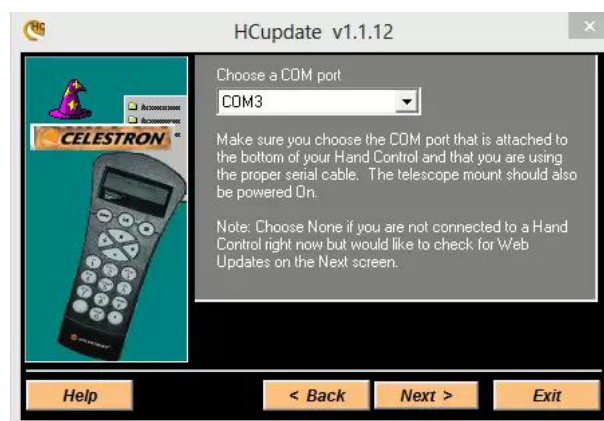 HCupdate v1.1.12
Choose a COM port
COM3
CELESTRON
Make sure you choose the COM port that is attached to
the bottom of your Hand Control and that you are using
the proper serial cable. The telescope mount should also
be powered On.
Note: Choose None if you are not connected to a Hand
Control right now but would like to check for Web
Updates on the Next screen.
Help
< Back
Next >
Exit